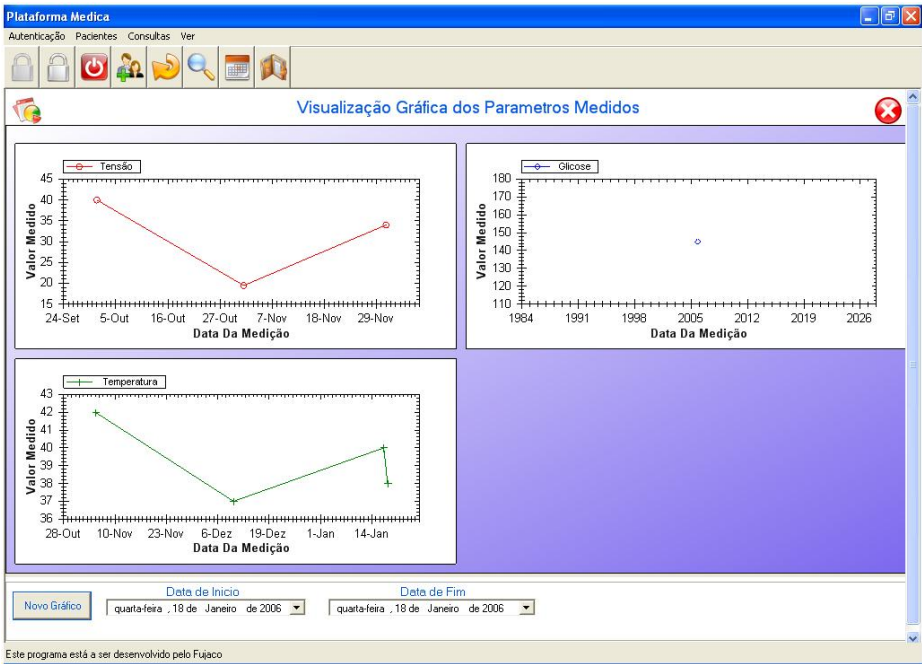 Plataforma Medica
Autenticação Pacientes Consultas Ver
Visualização Gráfica dos Parametros Medidos
Tensão
Valor Medido
45
40
35
30
25
20
15
24-Set 5-Out 16-Out 27-Out 7-Nov 18-Nov 29-Nov
Data Da Medição
Glicose
Valor Medido
180
170
160
150
140
130
120
110
1984 1991 1998 2005 2012 2019 2026
Data Da Medição
Temperatura
Valor Medido
43
42
41
40
39
38
37
36
28-Out 10-Nov 23-Nov 6-Dez 19-Dez 1-Jan 14-Jan
Data Da Medição
Novo Gráfico
Data de Inicio
quarta-feira , 18 de Janeiro de 2006
Data de Fim
quarta-feira , 18 de Janeiro de 2006
Este programa está a ser desenvolvido pelo Fujaco